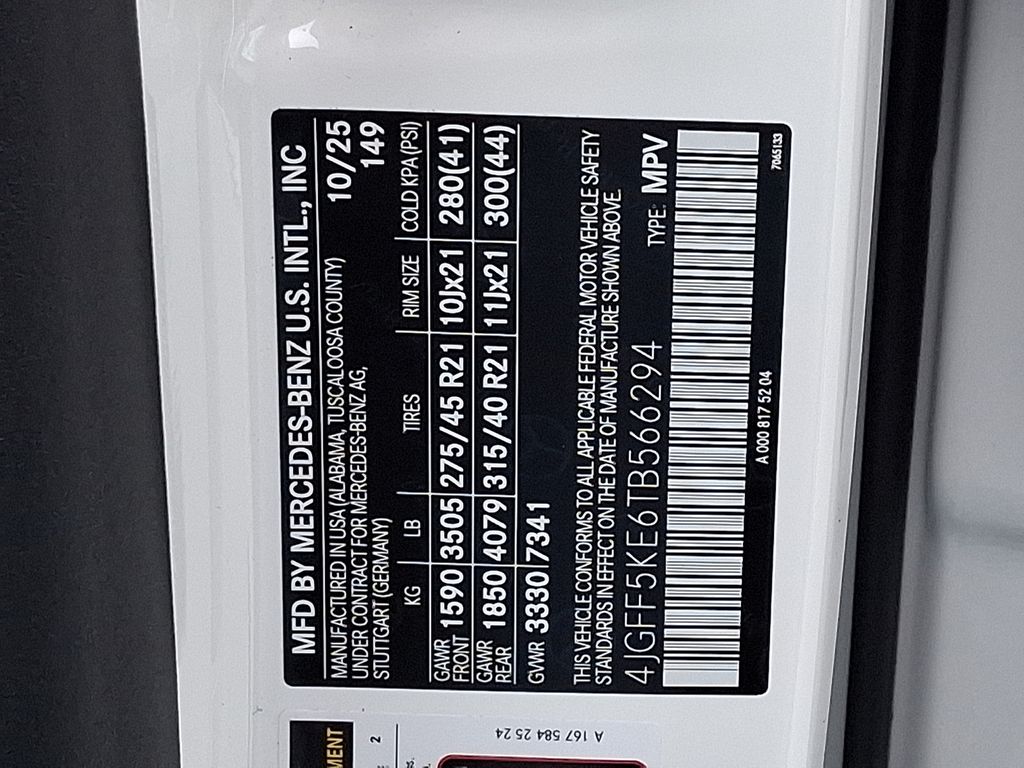 MFD BY MERCEDES-BENZ U.S. INTL., INC
MANUFACTURED IN USA (ALABAMA, TUSCALOOSA COUNTY) 10/25
UNDER CONTRACT FOR MERCEDES-BENZ AG, 149
STUTTGART (GERMANY)
KG LB TIRES RIM SIZE COLD KPA(PSI)
GAWR FRONT 1590 3505 275/45 R21 10Jx21 280(41)
GAWR REAR 1850 4079 315/40 R21 11Jx21 300(44)
GVWR 3330 7341
THIS VEHICLE CONFORMS TO ALL APPLICABLE FEDERAL MOTOR VEHICLE SAFETY
STANDARDS IN EFFECT ON THE DATE OF MANUFACTURE SHOWN ABOVE.
4JGFF5KE6TB566294 TYPE: MPV
A 000 817 52 04
7065133
MENT
2
A 167 584 25 24